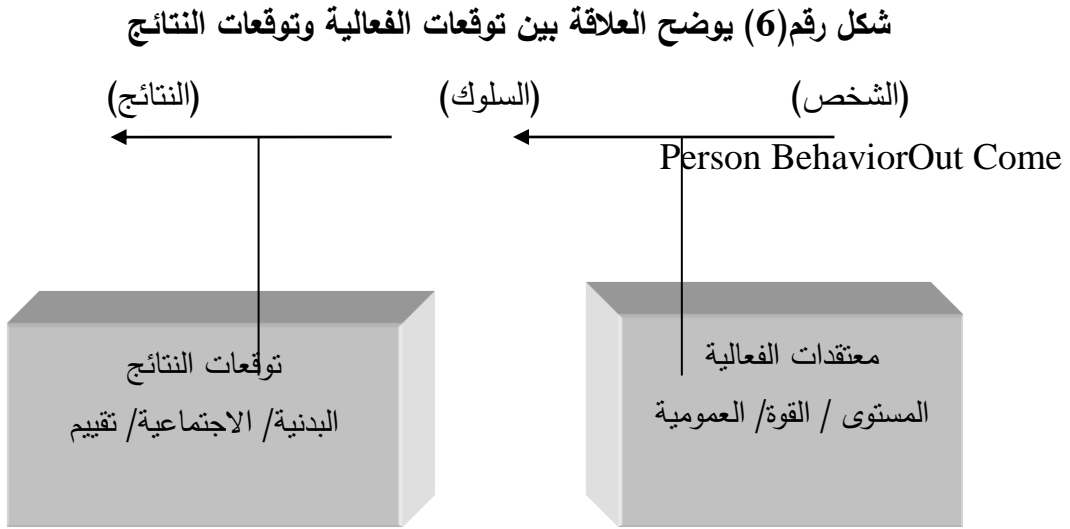 شكل رقم(6) يوضح العلاقة بين توقعات الفعالية وتوقعات النتائج
(الشخص) (السلوك) (النتائج)
Person BehaviorOut Come
معتقدات الفعالية
المستوى / القوة/ العمومية
توقعات النتائج
البدنية/ الاجتماعية/ تقييم